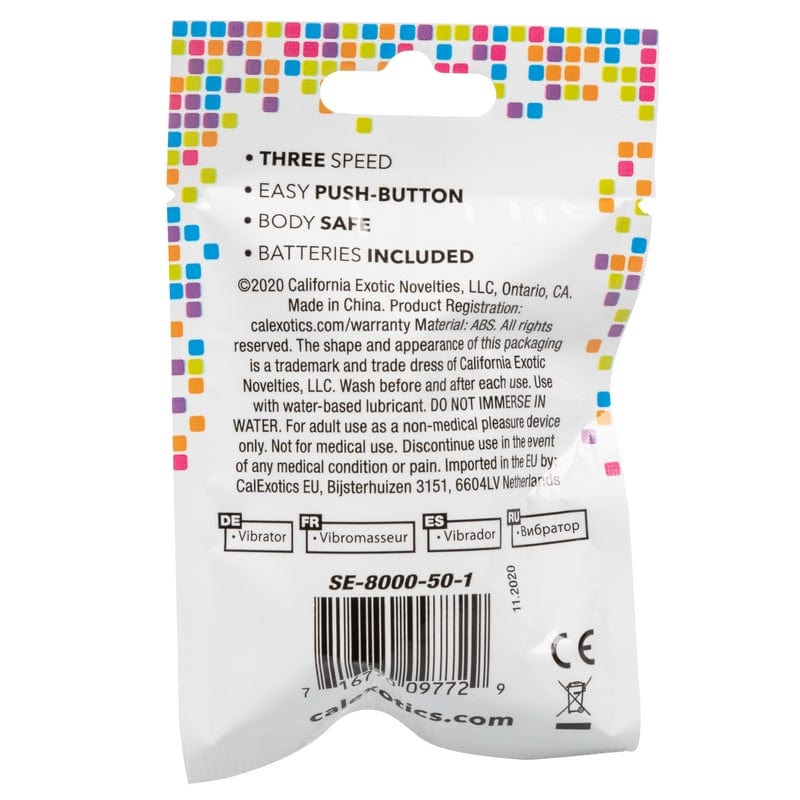 • THREE SPEED
• EASY PUSH-BUTTON
• BODY SAFE
• BATTERIES INCLUDED
©2020 California Exotic Novelties, LLC, Ontario, CA.
Made in China. Product Registration:
calexotics.com/warranty Material: ABS. All rights
reserved. The shape and appearance of this packaging
is a trademark and trade dress of California Exotic
Novelties, LLC. Wash before and after each use. Use
with water-based lubricant. DO NOT IMMERSE IN
WATER. For adult use as a non-medical pleasure device
only. Not for medical use. Discontinue use in the event
of any medical condition or pain. Imported in the EU by:
CalExotics EU, Bijsterhuizen 3151, 6604LV Netherlands
DE • Vibrator
FR • Vibromasseur
ES • Vibrador
RU • Вибратор
SE-8000-50-1
11.2020
CE
7 09772 9
calexotics.com